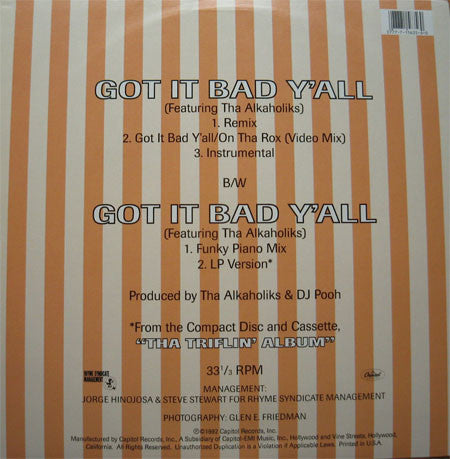 GOT IT BAD Y'ALL
(Featuring Tha Alkaholiks)
1. Remix
2. Got It Bad Y'all/On Tha Rox (Video Mix)
3. Instrumental
B/W
GOT IT BAD Y'ALL
(Featuring Tha Alkaholiks)
1. Funky Piano Mix
2. LP Version*
Produced by Tha Alkaholiks & DJ Pooh
*From the Compact Disc and Cassette,
"THA TRIFLIN' ALBUM"
33 1/3 RPM
RHYME SYNDICATE
MANAGEMENT
Capitol
MANAGEMENT:
JORGE HINOJOSA & STEVE STEWART FOR RHYME SYNDICATE MANAGEMENT
PHOTOGRAPHY: GLEN E. FRIEDMAN
℗©1992 Capitol Records, Inc.
Manufactured by Capitol Records, Inc., A Subsidiary of Capitol-EMI Music, Inc., Hollywood and Vine Streets, Hollywood,
California. All Rights Reserved. Unauthorized Duplication is a Violation of Applicable Laws. Printed in U.S.A.